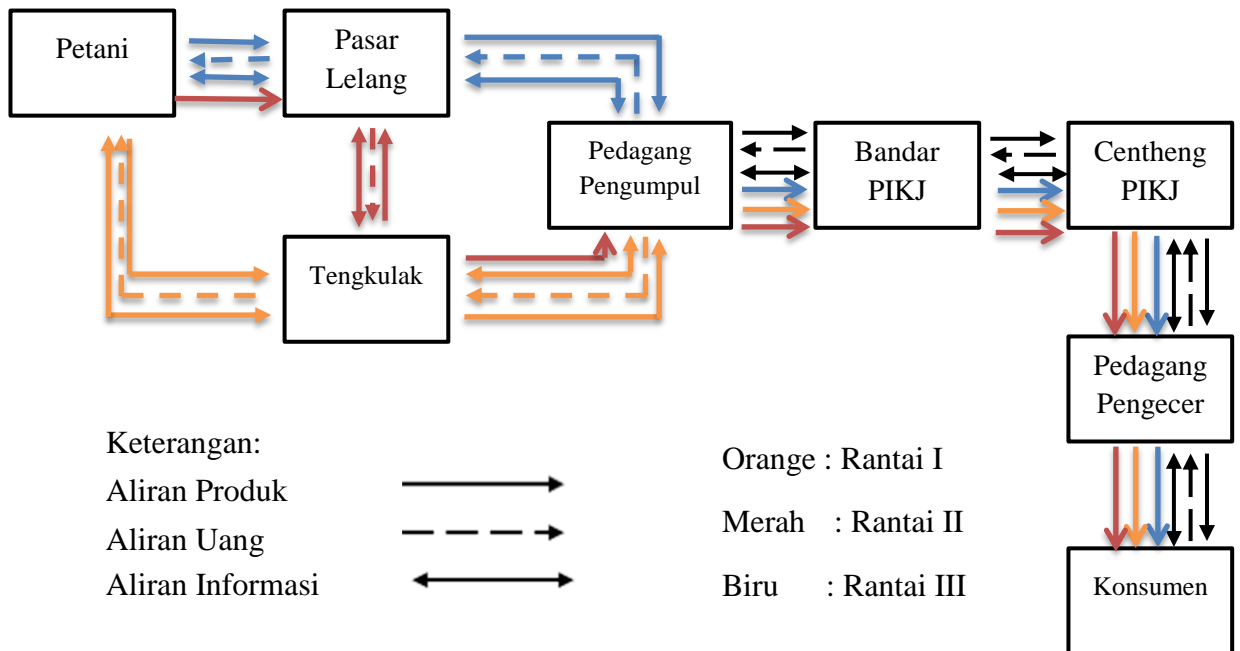 Petani
Pasar
Lelang
Pedagang
Pengumpul
Bandar
PIKJ
Centheng
PIKJ
Tengkulak
Pedagang
Pengecer
Konsumen
Keterangan:
Aliran Produk
Aliran Uang
Aliran Informasi
Orange : Rantai I
Merah : Rantai II
Biru : Rantai III